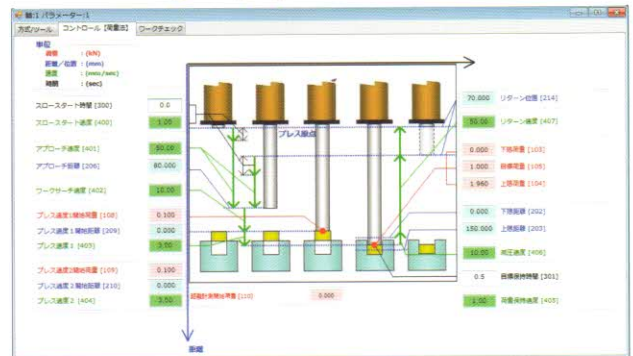 軸:1 パラメーター:1
方式/ツール コントロール【荷重法】 ワークチェック
単位
荷重 : (kN)
距離/位置 : (mm)
速度 : (mm/sec)
時間 : (sec)
スロースタート時間 [300] 0.0
スロースタート速度 [400] 1.00
アプローチ速度 [401] 50.00
アプローチ距離 [206] 80.000
ワークサーチ速度 [402] 10.00
プレス速度1開始荷重 [108] 0.100
プレス速度1開始距離 [209] 0.000
プレス速度1 [403] 3.00
プレス速度2開始荷重 [109] 0.100
プレス速度2開始距離 [210] 0.000
プレス速度2 [404] 3.50
プレス原点
距離計測開始荷重 [110] 0.000
距離
70.000 リターン位置 [214]
50.00 リターン速度 [407]
0.000 下限荷重 [103]
1.000 目標荷重 [105]
1.960 上限荷重 [104]
0.000 下限距離 [202]
150.000 上限距離 [203]
10.00 減圧速度 [406]
0.5 目標保持時間 [301]
1.00 荷重保持速度 [405]